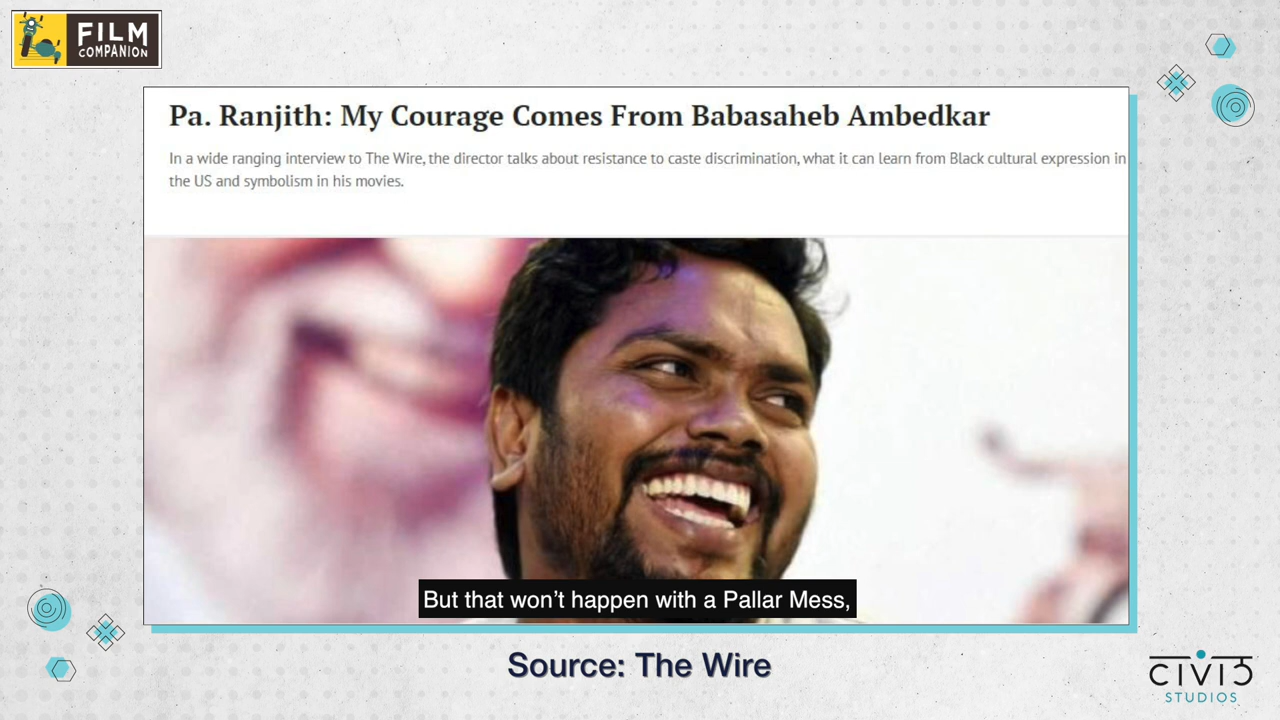 FILM
COMPANION
Pa. Ranjith: My Courage Comes From Babasaheb Ambedkar
In a wide ranging interview to The Wire, the director talks about resistance to caste discrimination, what it can learn from Black cultural expression in
the US and symbolism in his movies.
But that won’t happen with a Pallar Mess,
Source: The Wire
CIVIC
STUDIOS